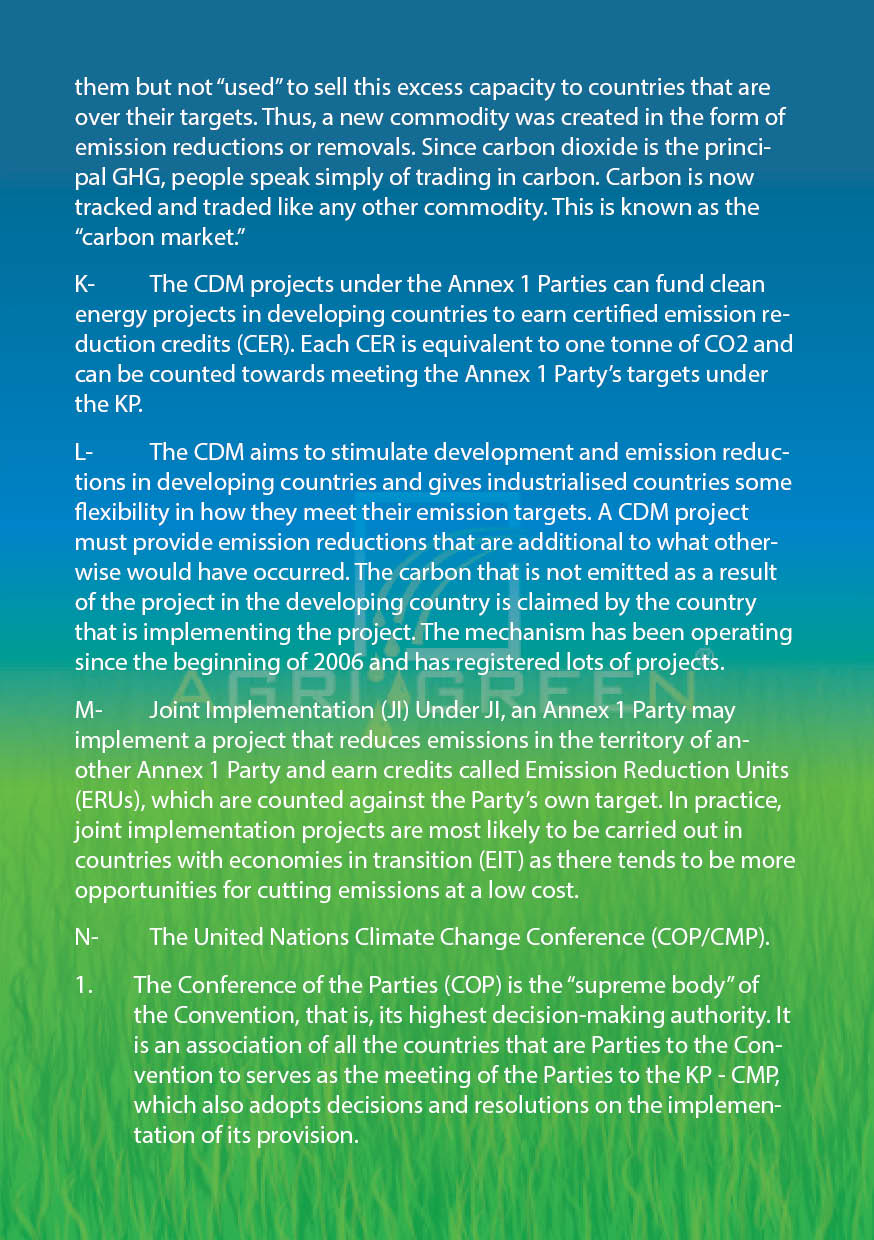 them but not “used” to sell this excess capacity to countries that are
over their targets. Thus, a new commodity was created in the form of
emission reductions or removals. Since carbon dioxide is the princi-
pal GHG, people speak simply of trading in carbon. Carbon is now
tracked and traded like any other commodity. This is known as the
“carbon market.”
K- The CDM projects under the Annex 1 Parties can fund clean
energy projects in developing countries to earn certified emission re-
duction credits (CER). Each CER is equivalent to one tonne of CO2 and
can be counted towards meeting the Annex 1 Party’s targets under
the KP.
L- The CDM aims to stimulate development and emission reduc-
tions in developing countries and gives industrialised countries some
flexibility in how they meet their emission targets. A CDM project
must provide emission reductions that are additional to what other-
wise would have occurred. The carbon that is not emitted as a result
of the project in the developing country is claimed by the country
that is implementing the project. The mechanism has been operating
since the beginning of 2006 and has registered lots of projects.
AGRI GREEN ®
M- Joint Implementation (JI) Under JI, an Annex 1 Party may
implement a project that reduces emissions in the territory of an-
other Annex 1 Party and earn credits called Emission Reduction Units
(ERUs), which are counted against the Party’s own target. In practice,
joint implementation projects are most likely to be carried out in
countries with economies in transition (EIT) as there tends to be more
opportunities for cutting emissions at a low cost.
N- The United Nations Climate Change Conference (COP/CMP).
1. The Conference of the Parties (COP) is the “supreme body” of
the Convention, that is, its highest decision-making authority. It
is an association of all the countries that are Parties to the Con-
vention to serves as the meeting of the Parties to the KP - CMP,
which also adopts decisions and resolutions on the implemen-
tation of its provision.